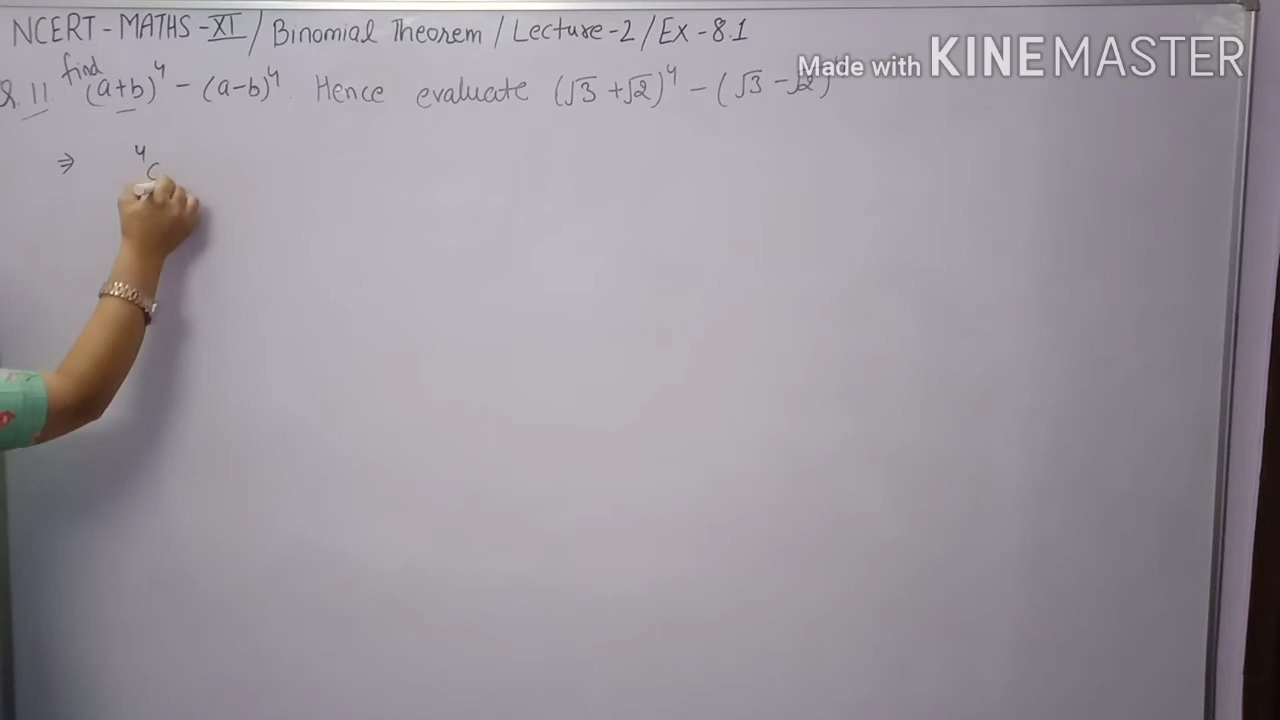 NCERT - MATHS - XI / Binomial Theorem / Lecture - 2 / Ex - 8.1
Made with KINEMASTER
find
Q. 11. (a+b)⁴ - (a-b)⁴. Hence evaluate (√3 + √2)⁴ - (√3 - √2)
⇒ ⁴C